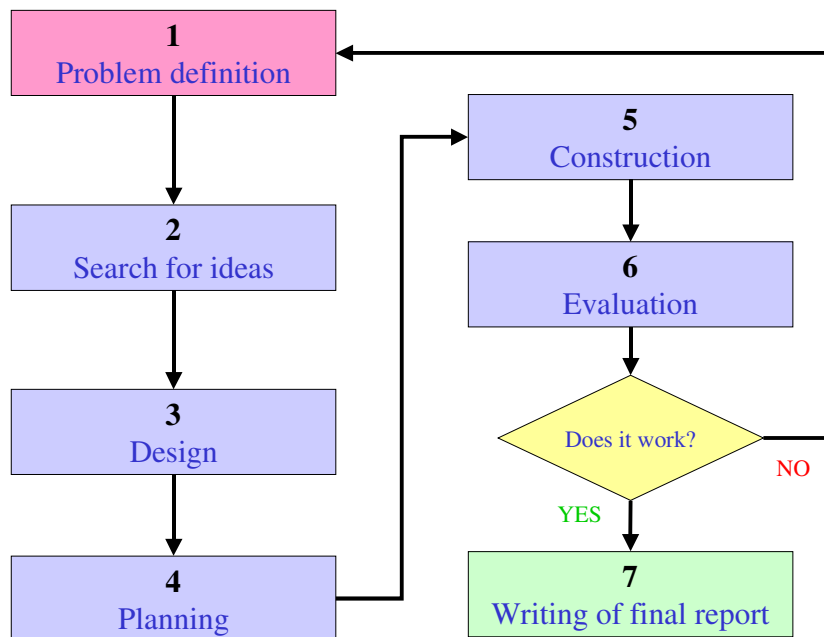 1
Problem definition
2
Search for ideas
3
Design
4
Planning
5
Construction
6
Evaluation
Does it work?
NO
YES
7
Writing of final report